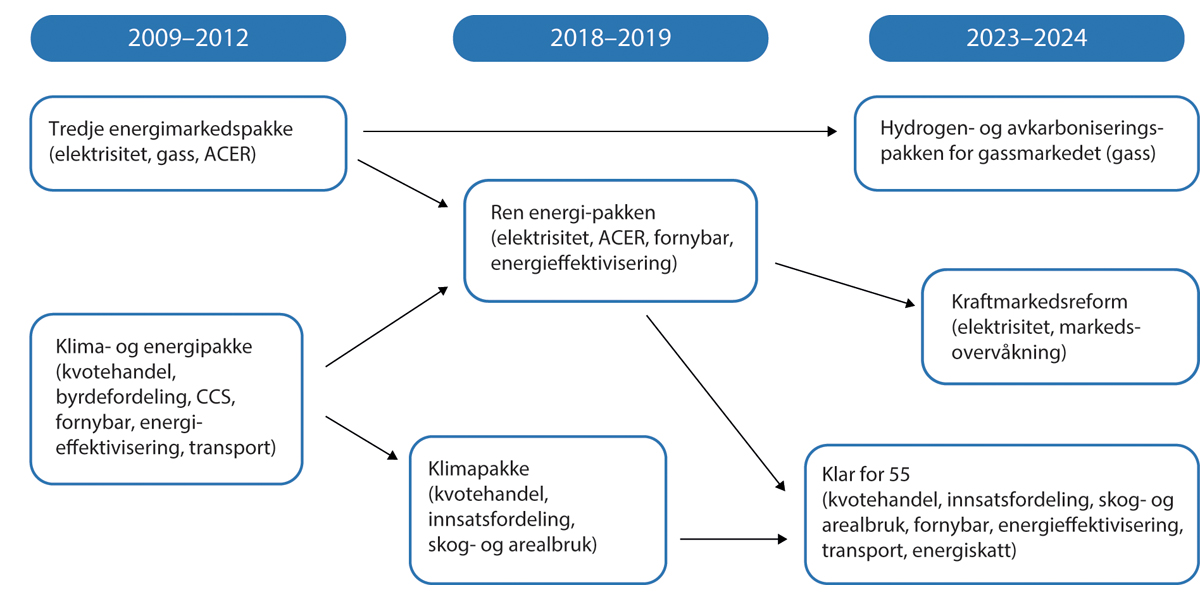 2009–2012
2018–2019
2023–2024
Tredje energimarkedspakke
(elektrisitet, gass, ACER)
Hydrogen- og avkarboniserings-
pakken for gassmarkedet (gass)
Ren energi-pakken
(elektrisitet, ACER, fornybar,
energieffektivisering)
Kraftmarkedsreform
(elektrisitet, markeds-
overvåkning)
Klima- og energipakke
(kvotehandel,
byrdefordeling, CCS,
fornybar, energi-
effektivisering, transport)
Klimapakke
(kvotehandel,
innsatsfordeling,
skog- og arealbruk)
Klar for 55
(kvotehandel, innsatsfordeling, skog- og
arealbruk, fornybar, energieffektivisering,
transport, energiskatt)